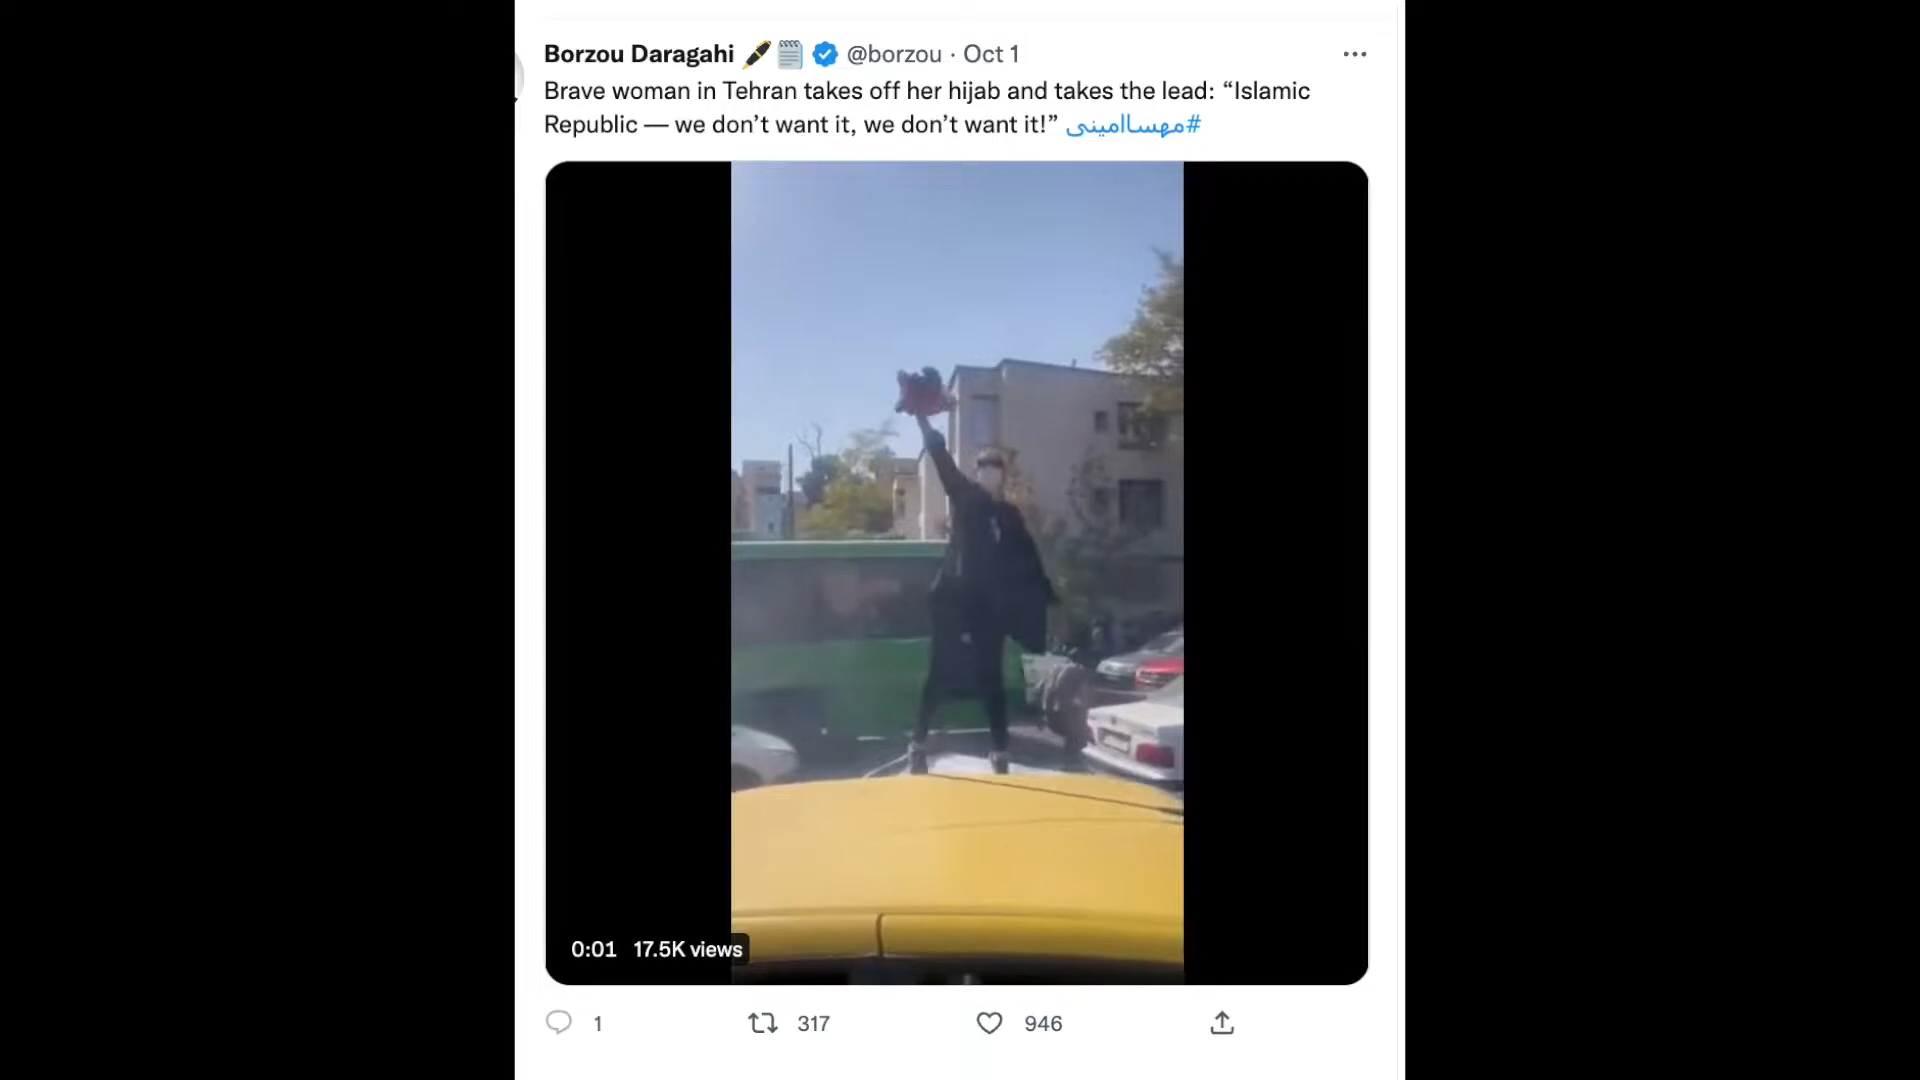 Borzou Daragahi @borzou · Oct 1
Brave woman in Tehran takes off her hijab and takes the lead: “Islamic
Republic — we don’t want it, we don’t want it!” #مهساامینی
0:01 17.5K views
1 317 946